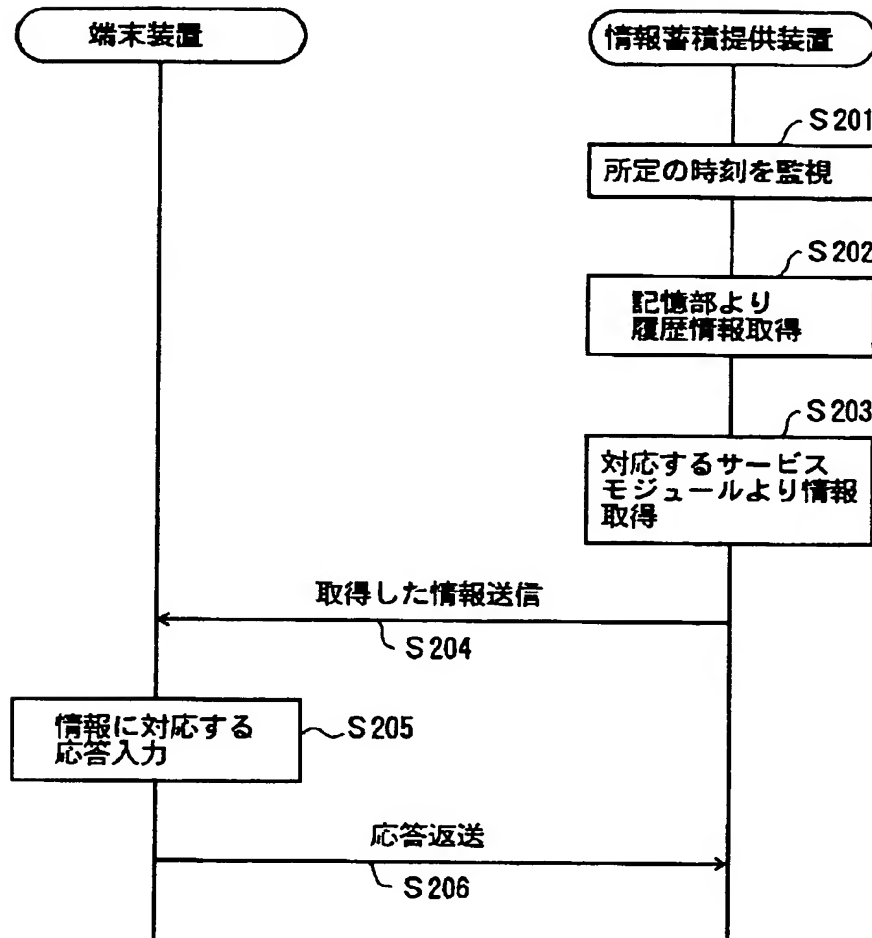 端末装置
情報蓄積提供装置
S201
所定の時刻を監視
S202
記憶部より
履歴情報取得
S203
対応するサービス
モジュールより情報
取得
取得した情報送信
S204
情報に対応する
応答入力
S205
応答返送
S206